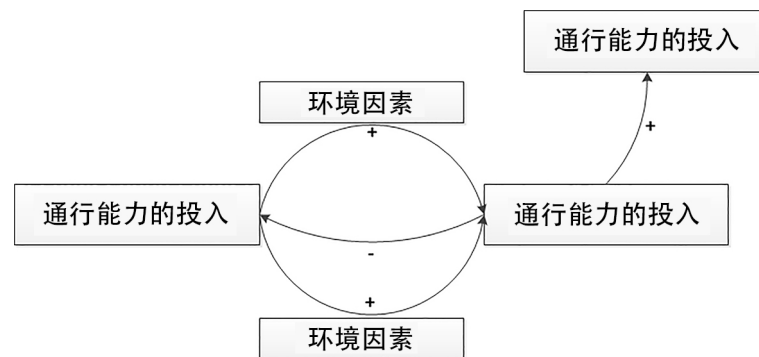 通行能力的投入
环境因素
+
+
通行能力的投入
通行能力的投入
-
+
环境因素